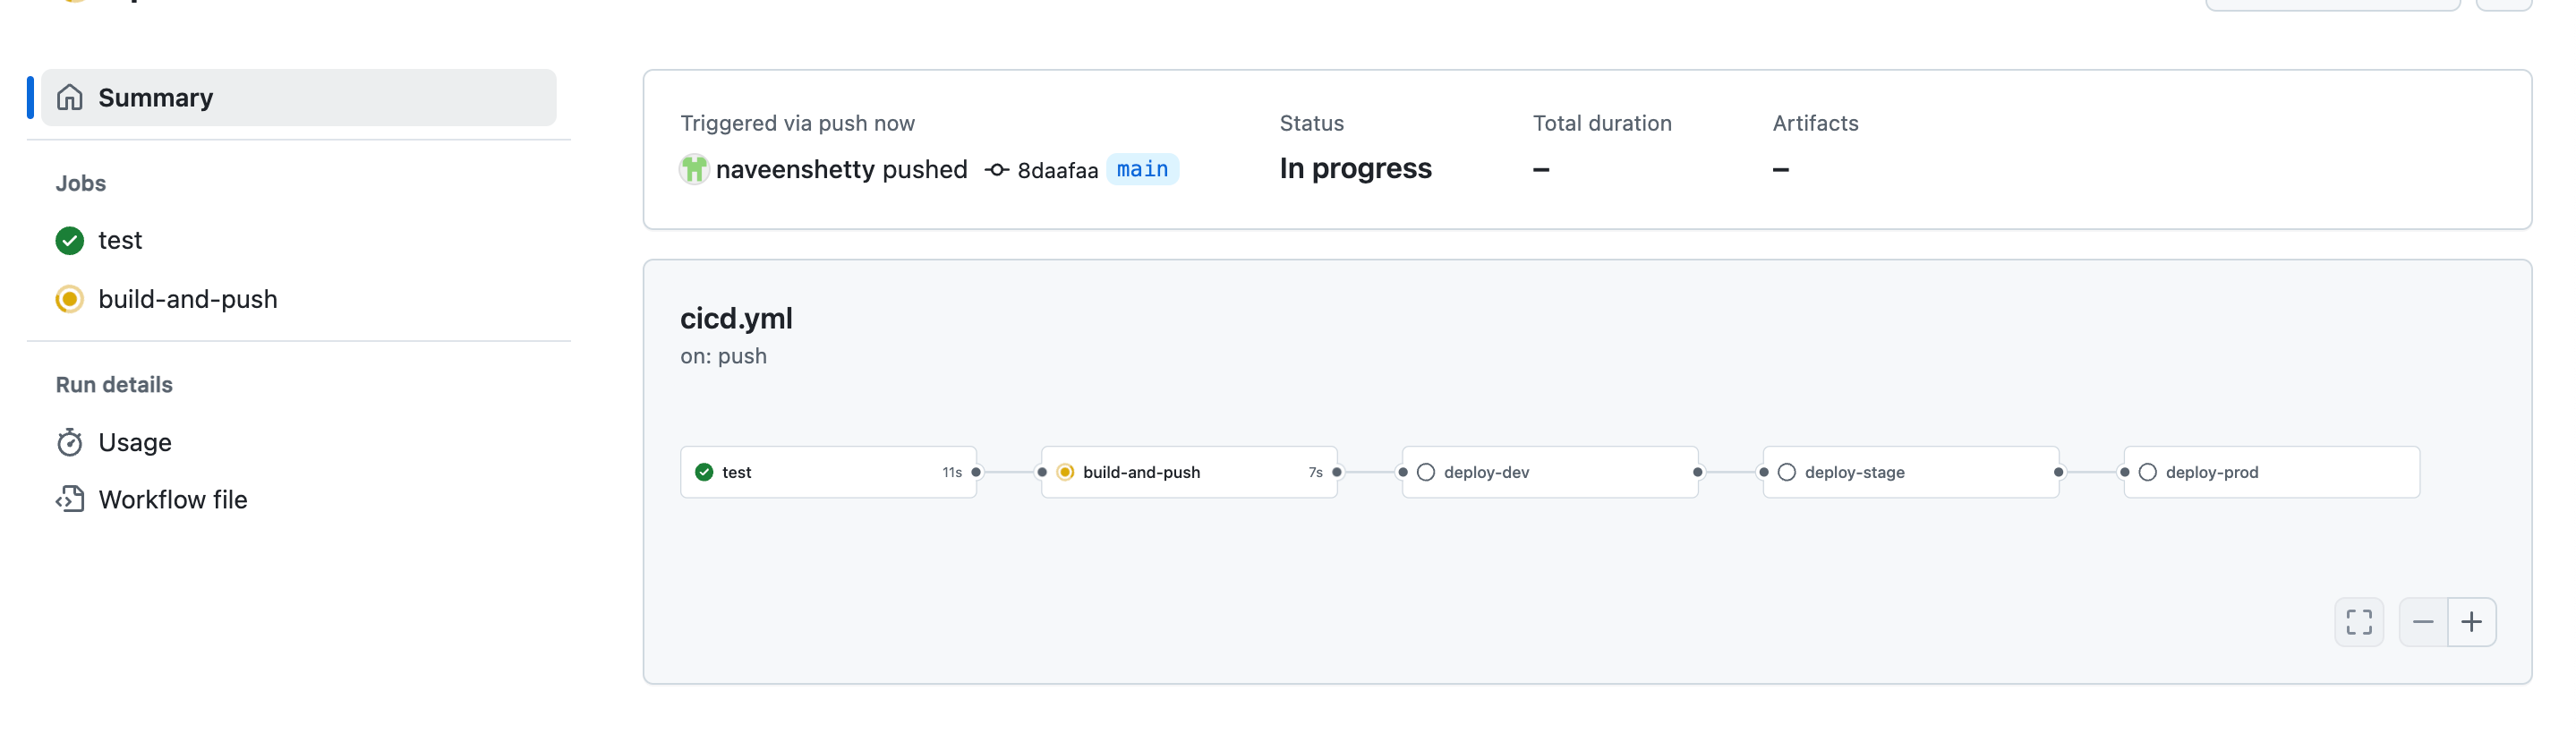 Summary
Jobs
test
build-and-push
Run details
Usage
Workflow file
Triggered via push now
naveenshetty pushed 8daafaa main
Status
In progress
Total duration
–
Artifacts
–
cicd.yml
on: push
test 11s
build-and-push 7s
deploy-dev
deploy-stage
deploy-prod